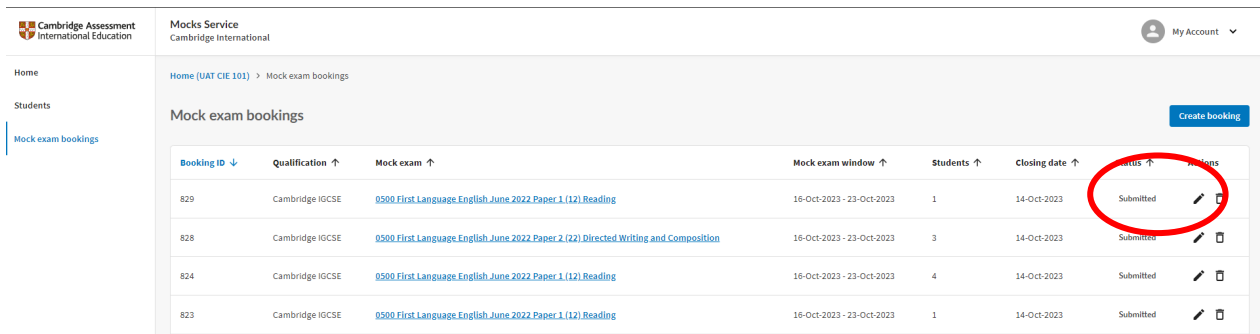 Cambridge Assessment
International Education
Mocks Service
Cambridge International
My Account
Home
Students
Mock exam bookings
Home (UAT CIE 101) > Mock exam bookings
Mock exam bookings
Create booking
Booking ID ↓ Qualification ↑ Mock exam ↑ Mock exam window ↑ Students ↑ Closing date ↑ Status ↑ Actions
829 Cambridge IGCSE 0500 First Language English June 2022 Paper 1 (12) Reading 16-Oct-2023 - 23-Oct-2023 1 14-Oct-2023 Submitted
828 Cambridge IGCSE 0500 First Language English June 2022 Paper 2 (22) Directed Writing and Composition 16-Oct-2023 - 23-Oct-2023 3 14-Oct-2023 Submitted
824 Cambridge IGCSE 0500 First Language English June 2022 Paper 1 (12) Reading 16-Oct-2023 - 23-Oct-2023 4 14-Oct-2023 Submitted
823 Cambridge IGCSE 0500 First Language English June 2022 Paper 1 (12) Reading 16-Oct-2023 - 23-Oct-2023 1 14-Oct-2023 Submitted